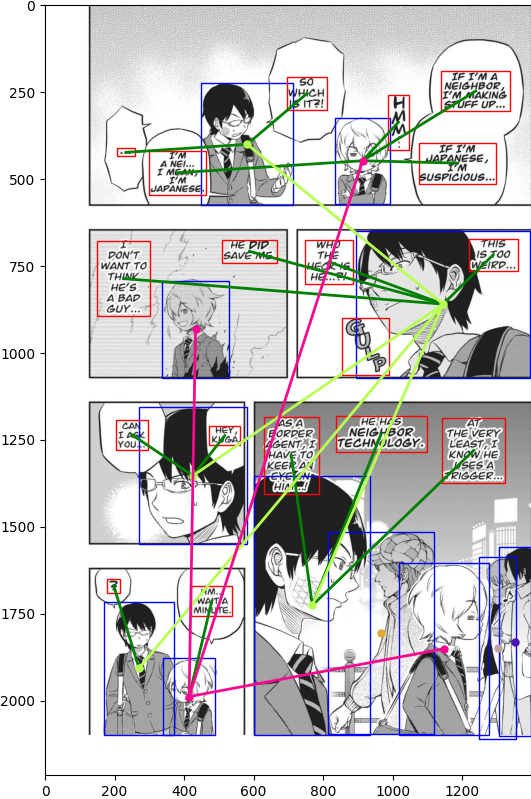 IF I'M A
NEIGHBOR,
I'M MAKING
STUFF UP...
IF I'M
JAPANESE,
I'M
SUSPICIOUS...
HMM...
SO
WHICH
IS IT?!
I'M
A NEI...
I MEAN,
I'M
JAPANESE.
...
THIS
IS TOO
WEIRD...
WHO
THE
HECK IS
HE...?!
GULP
HE DID
SAVE ME
I
DON'T
WANT TO
THINK
HE'S
A BAD
GUY...
AT
THE VERY
LEAST, I
KNOW HE
USES A
TRIGGER...
HE HAS
NEIGHBOR
TECHNOLOGY.
AS A
BORDER
AGENT, I
HAVE TO
KEEP AN
EYE ON
HIM...!
HEY,
KUGA.
CAN
I ASK
YOU...
HM...
WAIT A
MINUTE.
?
0
250
500
750
1000
1250
1500
1750
2000
0 200 400 600 800 1000 1200